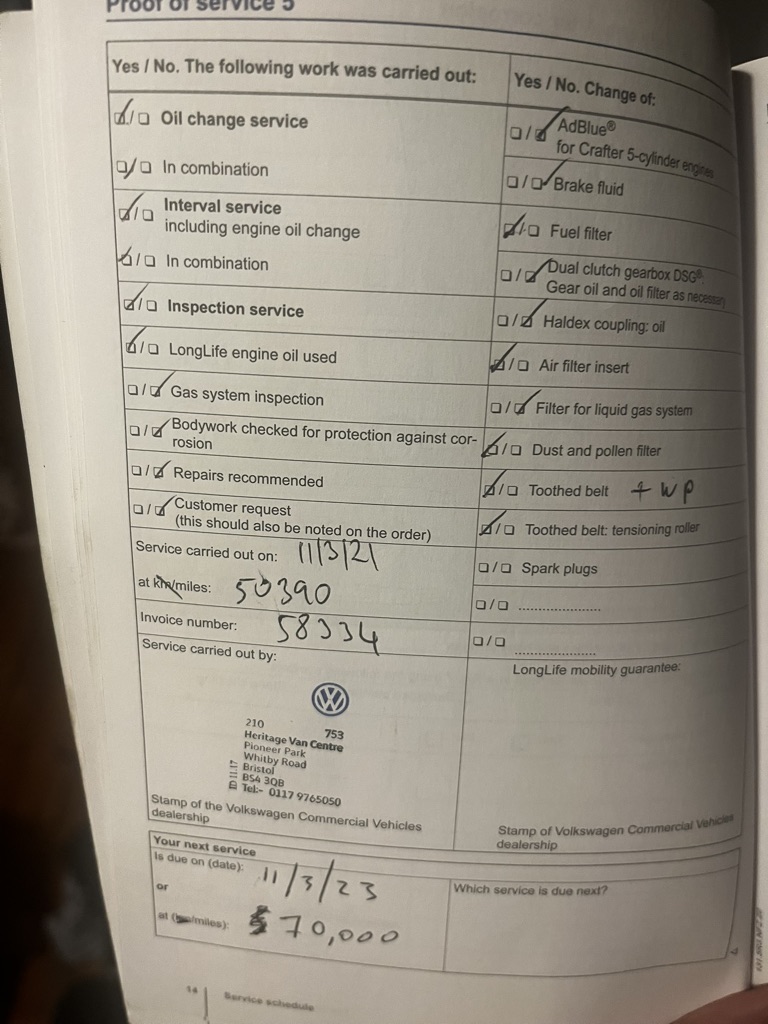 Proof of service 5
Yes / No. The following work was carried out:
☑/☐ Oil change service
☐/☐ In combination
☑/☐ Interval service
including engine oil change
☑/☐ In combination
☑/☐ Inspection service
☑/☐ LongLife engine oil used
☐/☑ Gas system inspection
☐/☑ Bodywork checked for protection against cor-
rosion
☐/☑ Repairs recommended
☐/☑ Customer request
(this should also be noted on the order)
Service carried out on: 11/3/21
at km/miles: 50390
Invoice number: 58334
Service carried out by:
210 753
Heritage Van Centre
Pioneer Park
Whitby Road
Bristol
BS4 3QB
Tel:- 0117 9765050
Stamp of the Volkswagen Commercial Vehicles
dealership
Yes / No. Change of:
☐/☑ AdBlue®
for Crafter 5-cylinder engines
☐/☑ Brake fluid
☑/☐ Fuel filter
☐/☑ Dual clutch gearbox DSG®:
Gear oil and oil filter as necessary
☐/☑ Haldex coupling: oil
☑/☐ Air filter insert
☐/☑ Filter for liquid gas system
☑/☐ Dust and pollen filter
☑/☐ Toothed belt + WP
☑/☐ Toothed belt: tensioning roller
☐/☐ Spark plugs
☐/☐ ....................
☐/☐ ....................
LongLife mobility guarantee:
Stamp of Volkswagen Commercial Vehicles
dealership
Your next service
Is due on (date): 11/3/23
or
at (km/miles): 70,000
Which service is due next?
14 Service schedule